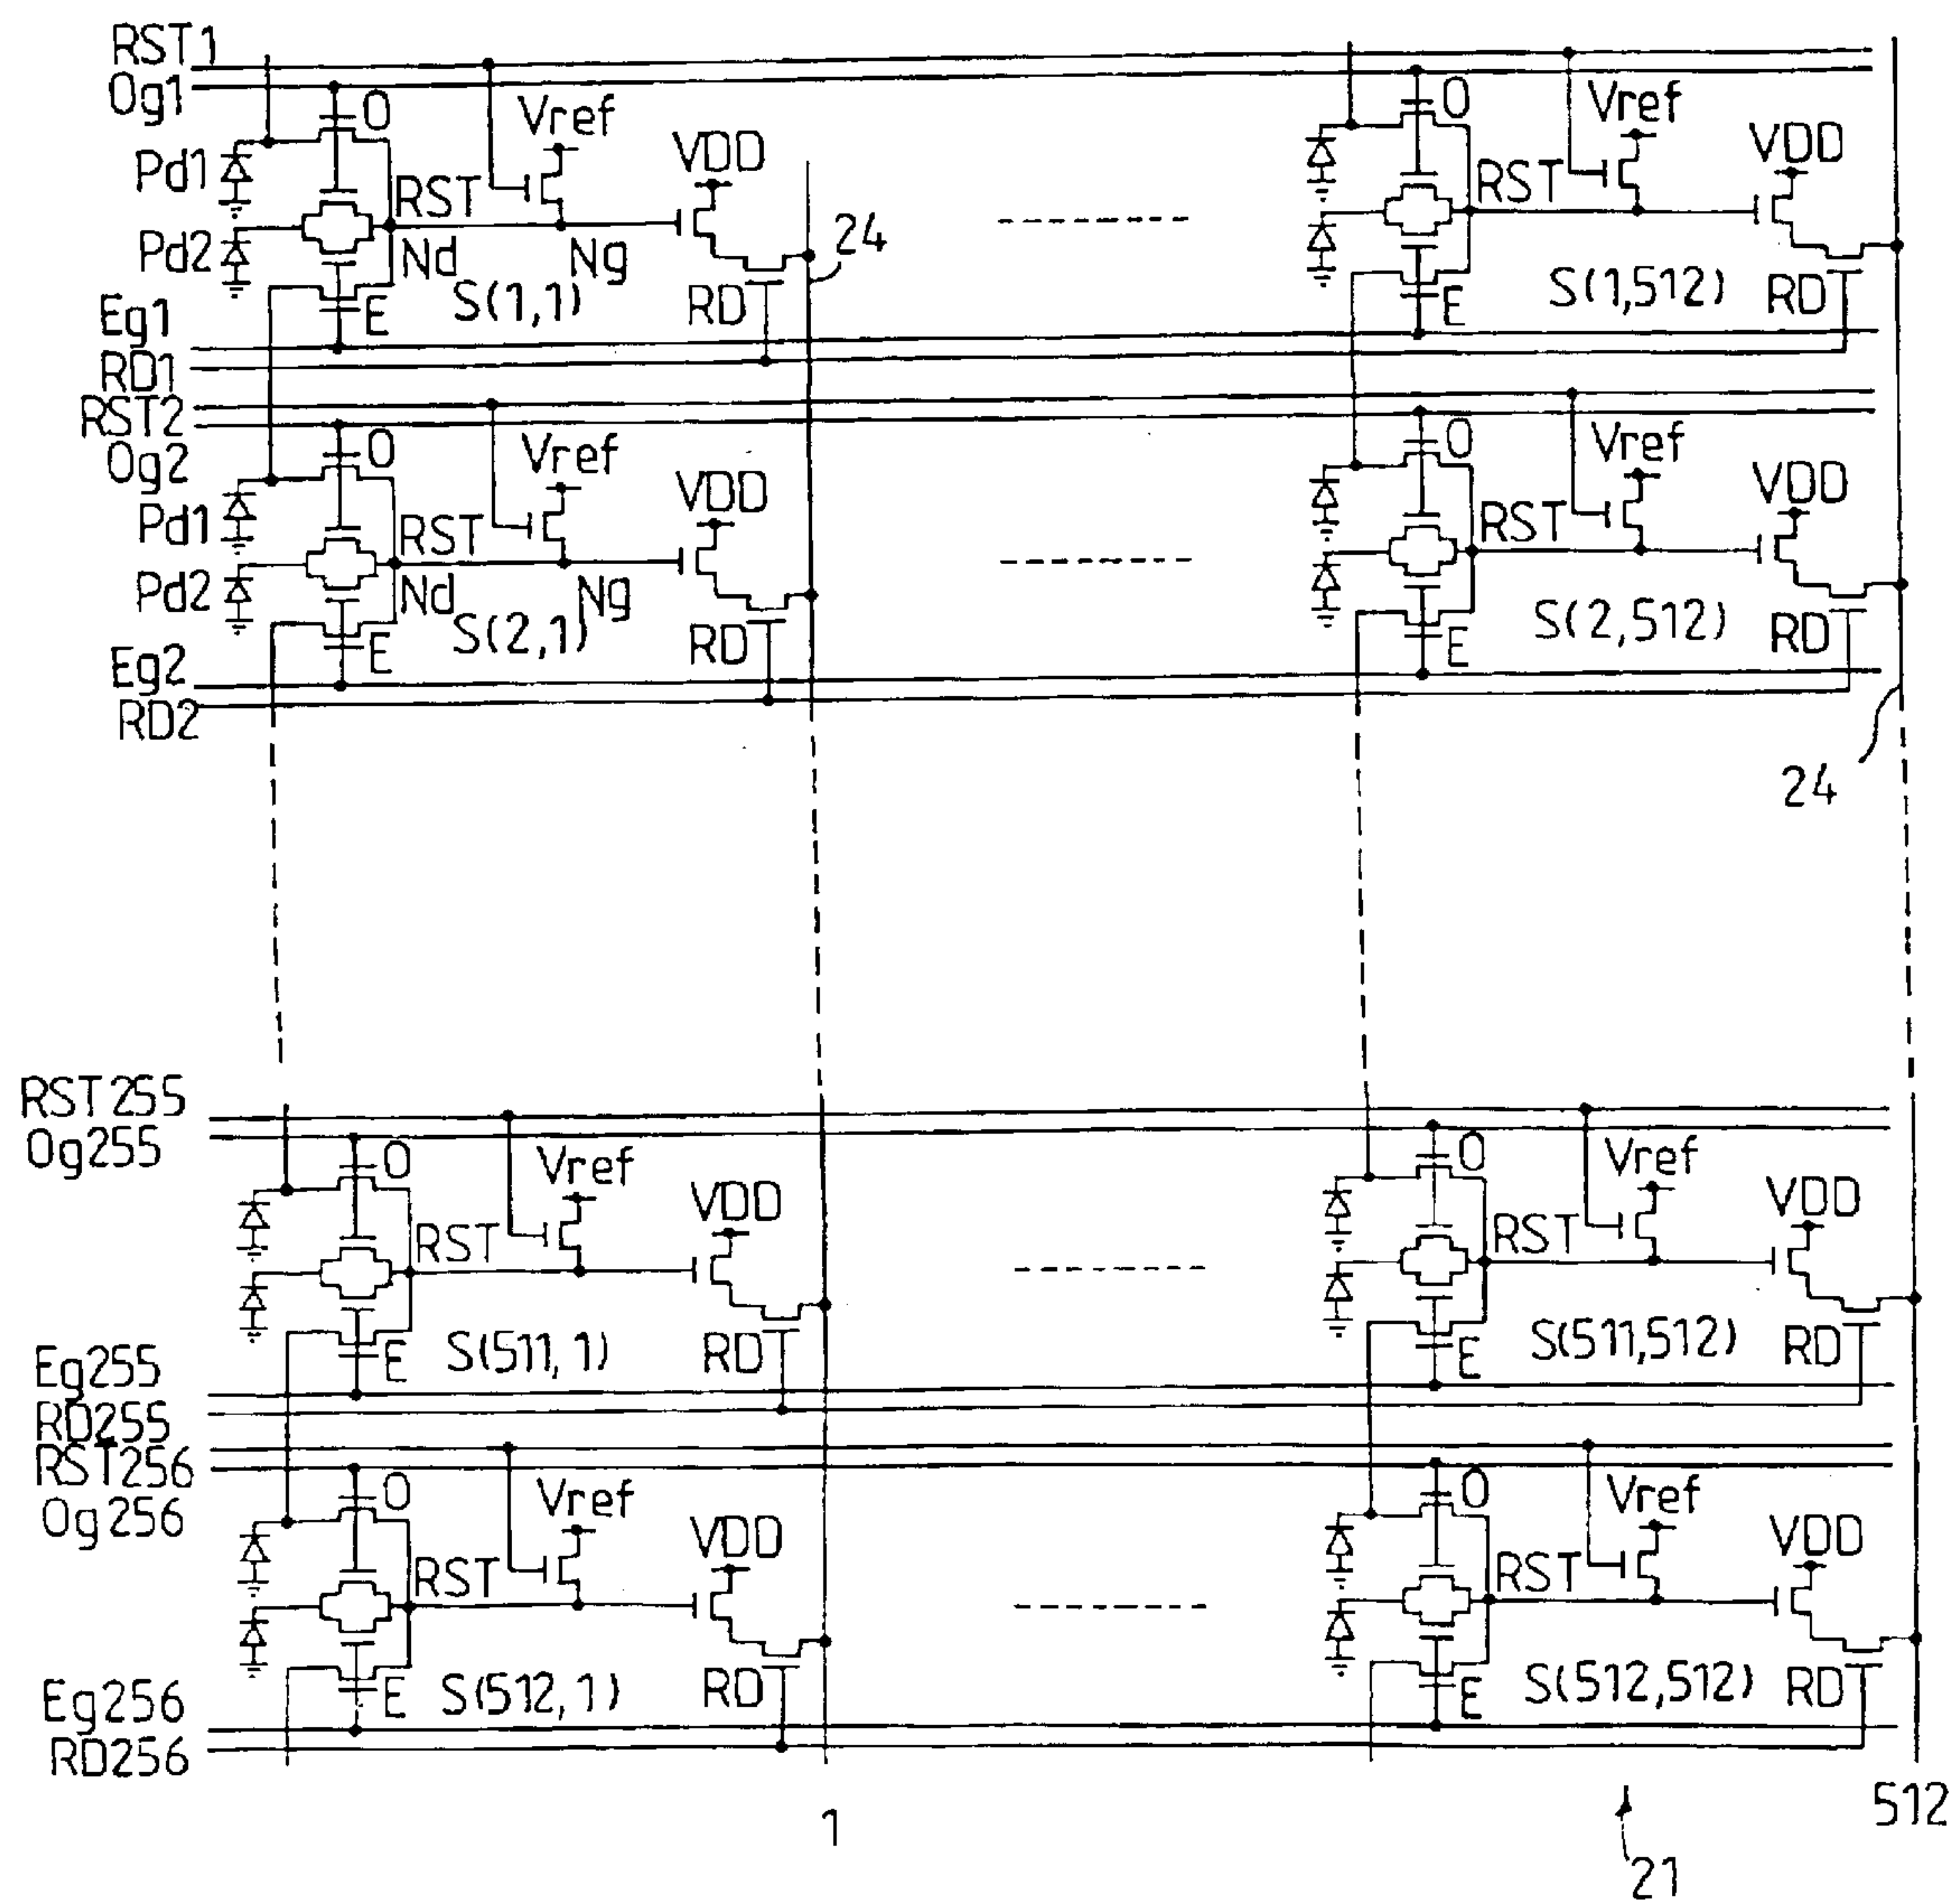 RST1
Og1
O
Vref
VDD
O
Vref
VDD
Pd1
RST
24
RST
Pd2
Nd
Ng
Eg1
E
S(1,1)
RD
E
S(1,512)
RD
RD1
RST2
Og2
O
Vref
VDD
O
Vref
VDD
Pd1
RST
RST
Pd2
Nd
Ng
Eg2
E
S(2,1)
RD
E
S(2,512)
RD
RD2
24
RST255
Og255
O
Vref
VDD
O
Vref
VDD
RST
RST
Eg255
E
S(511,1)
RD
E
S(511,512)
RD
RD255
RST256
Og256
O
Vref
VDD
O
Vref
VDD
RST
RST
Eg256
E
S(512,1)
RD
E
S(512,512)
RD
RD256
1
512
21